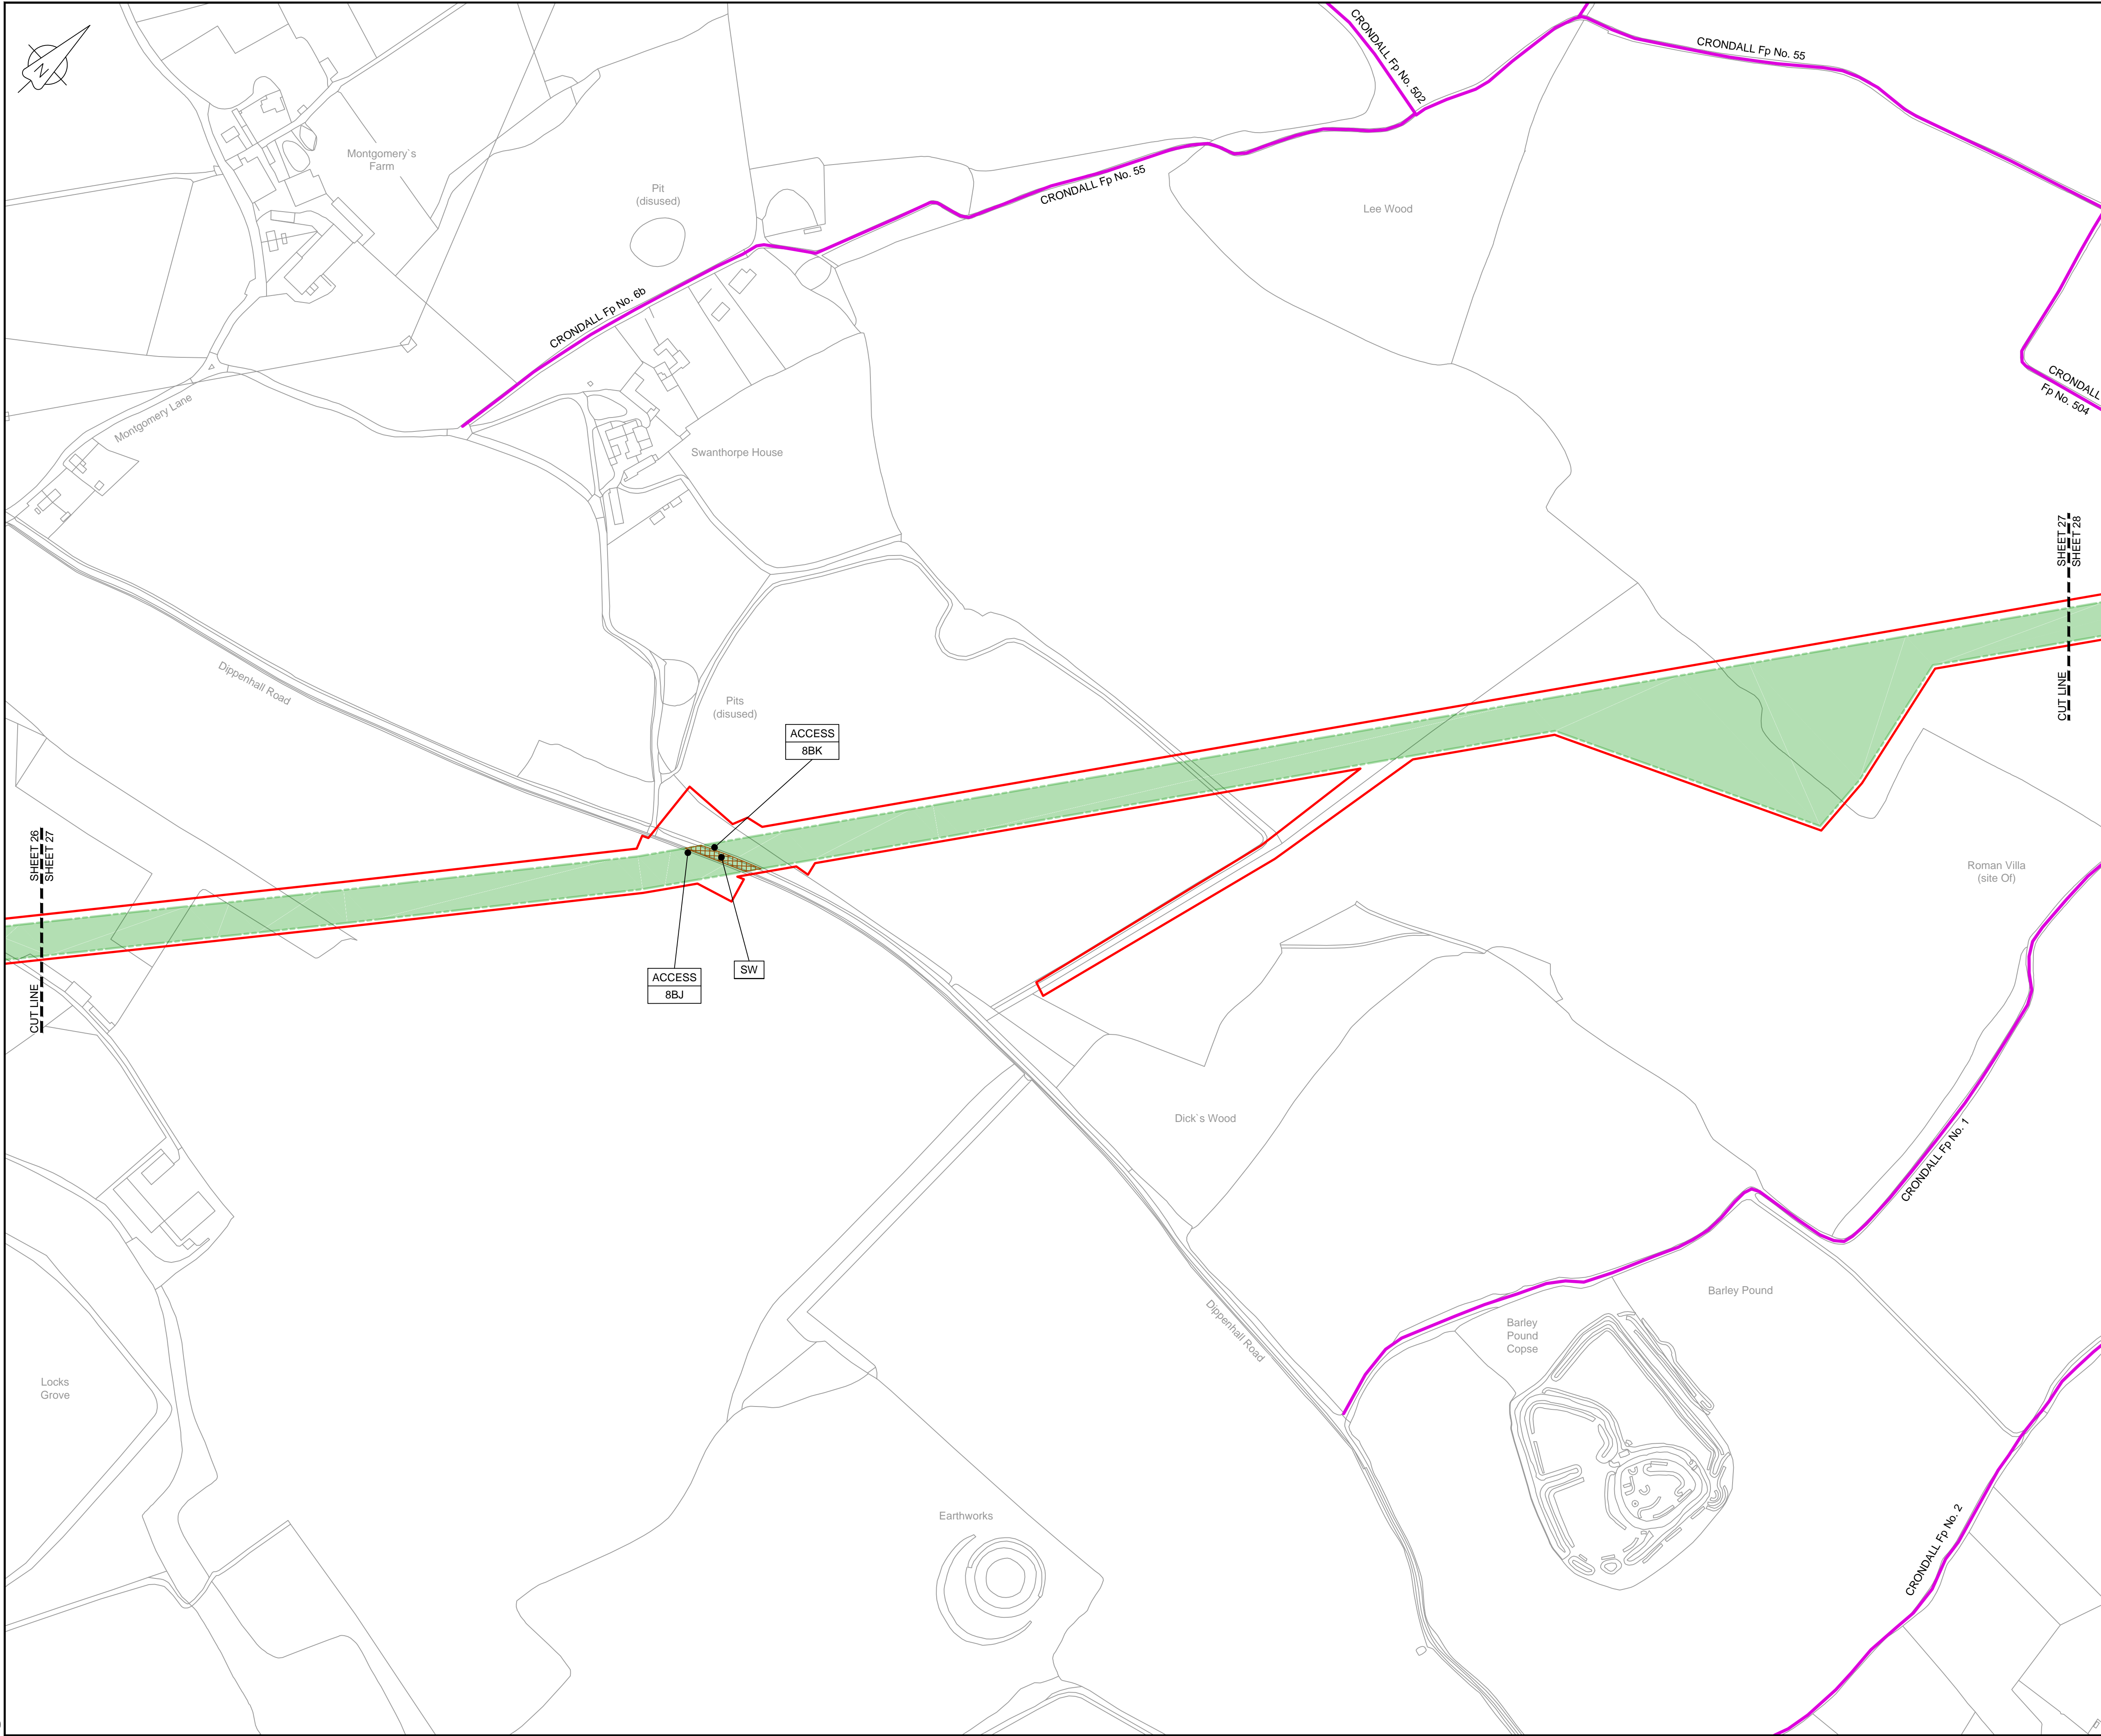 N
CRONDALL Fp No. 502
CRONDALL Fp No. 55
Montgomery`s
Farm
Pit
(disused)
CRONDALL Fp No. 55
Lee Wood
CRONDALL Fp No. 6b
CRONDALL
Fp No. 504
Montgomery Lane
Swanthorpe House
SHEET 27
SHEET 28
CUT LINE
Dippenhall Road
Pits
(disused)
ACCESS
8BK
SHEET 26
SHEET 27
CUT LINE
Roman Villa
(site Of)
ACCESS
8BJ
SW
Dick`s Wood
CRONDALL Fp No. 1
Dippenhall Road
Barley Pound
Barley
Pound
Copse
Locks
Grove
Earthworks
CRONDALL Fp No. 2